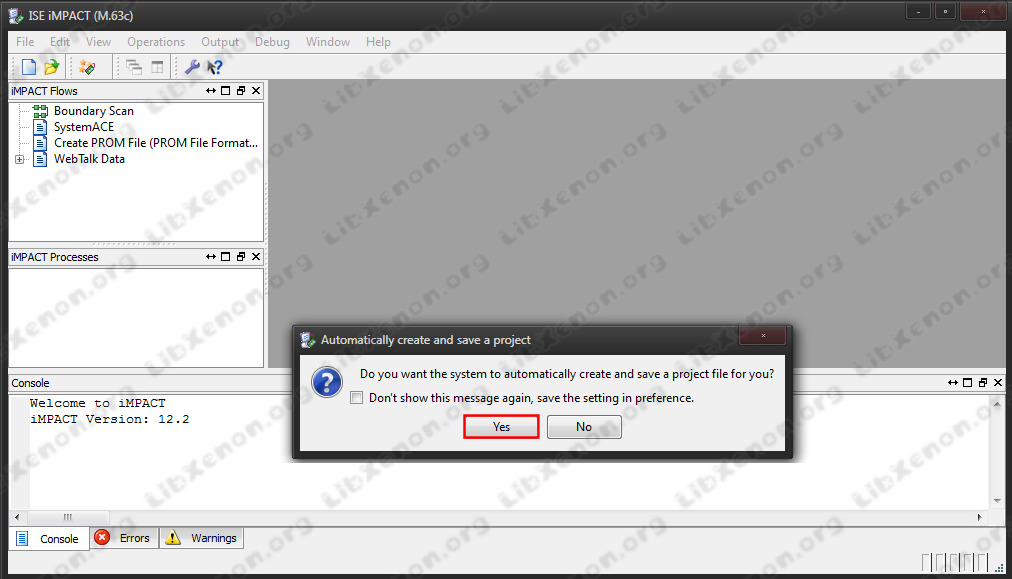 ISE iMPACT (M.63c)
File Edit View Operations Output Debug Window Help
iMPACT Flows
Boundary Scan
SystemACE
Create PROM File (PROM File Format...
WebTalk Data
iMPACT Processes
Automatically create and save a project
Do you want the system to automatically create and save a project file for you?
Don't show this message again, save the setting in preference.
Yes No
Console
Welcome to iMPACT
iMPACT Version: 12.2
Console Errors Warnings
LibXenon.org